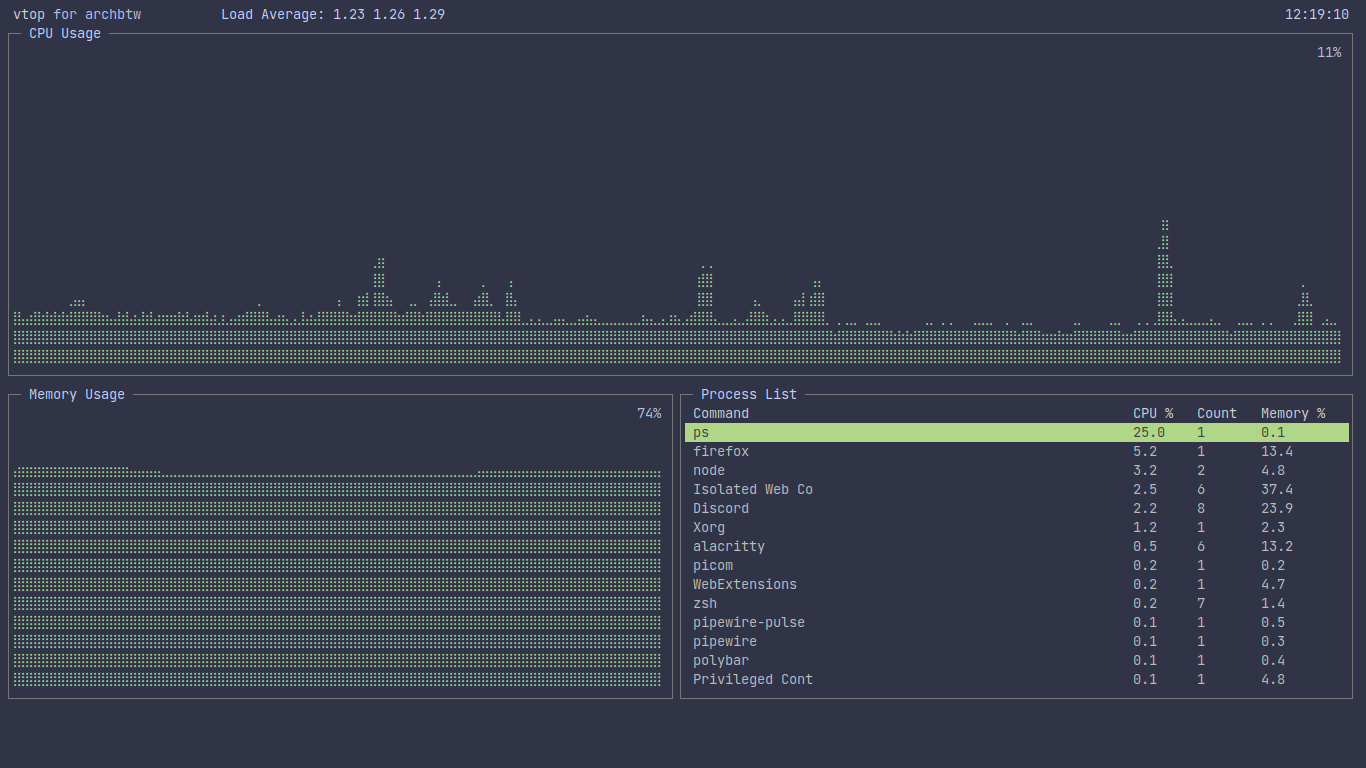 vtop for archbtw Load Average: 1.23 1.26 1.29 12:19:10
CPU Usage
11%
Memory Usage
74%
Process List
Command CPU % Count Memory %
ps 25.0 1 0.1
firefox 5.2 1 13.4
node 3.2 2 4.8
Isolated Web Co 2.5 6 37.4
Discord 2.2 8 23.9
Xorg 1.2 1 2.3
alacritty 0.5 6 13.2
picom 0.2 1 0.2
WebExtensions 0.2 1 4.7
zsh 0.2 7 1.4
pipewire-pulse 0.1 1 0.5
pipewire 0.1 1 0.3
polybar 0.1 1 0.4
Privileged Cont 0.1 1 4.8